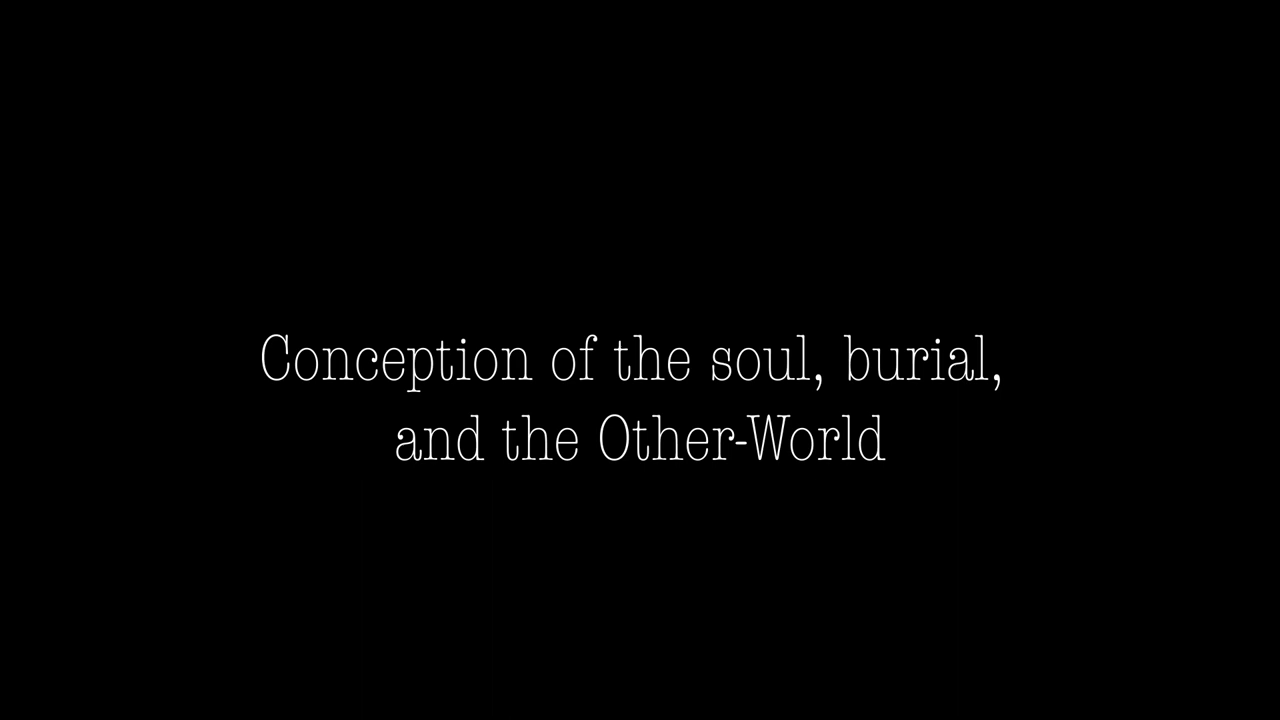 Conception of the soul, burial,
and the Other-World